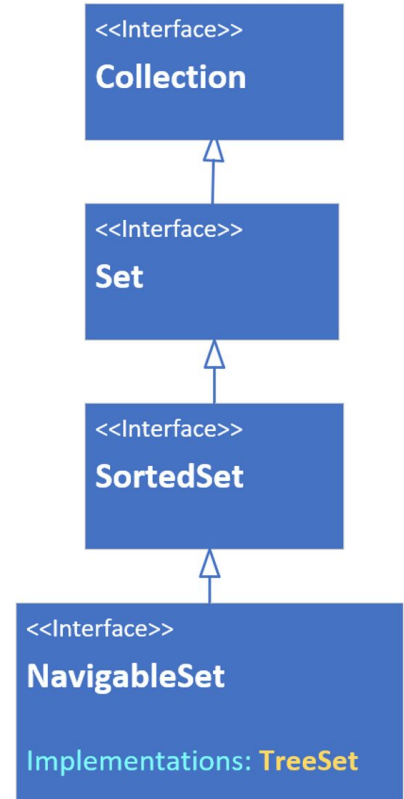 <<Interface>>
Collection
<<Interface>>
Set
<<Interface>>
SortedSet
<<Interface>>
NavigableSet
Implementations: TreeSet